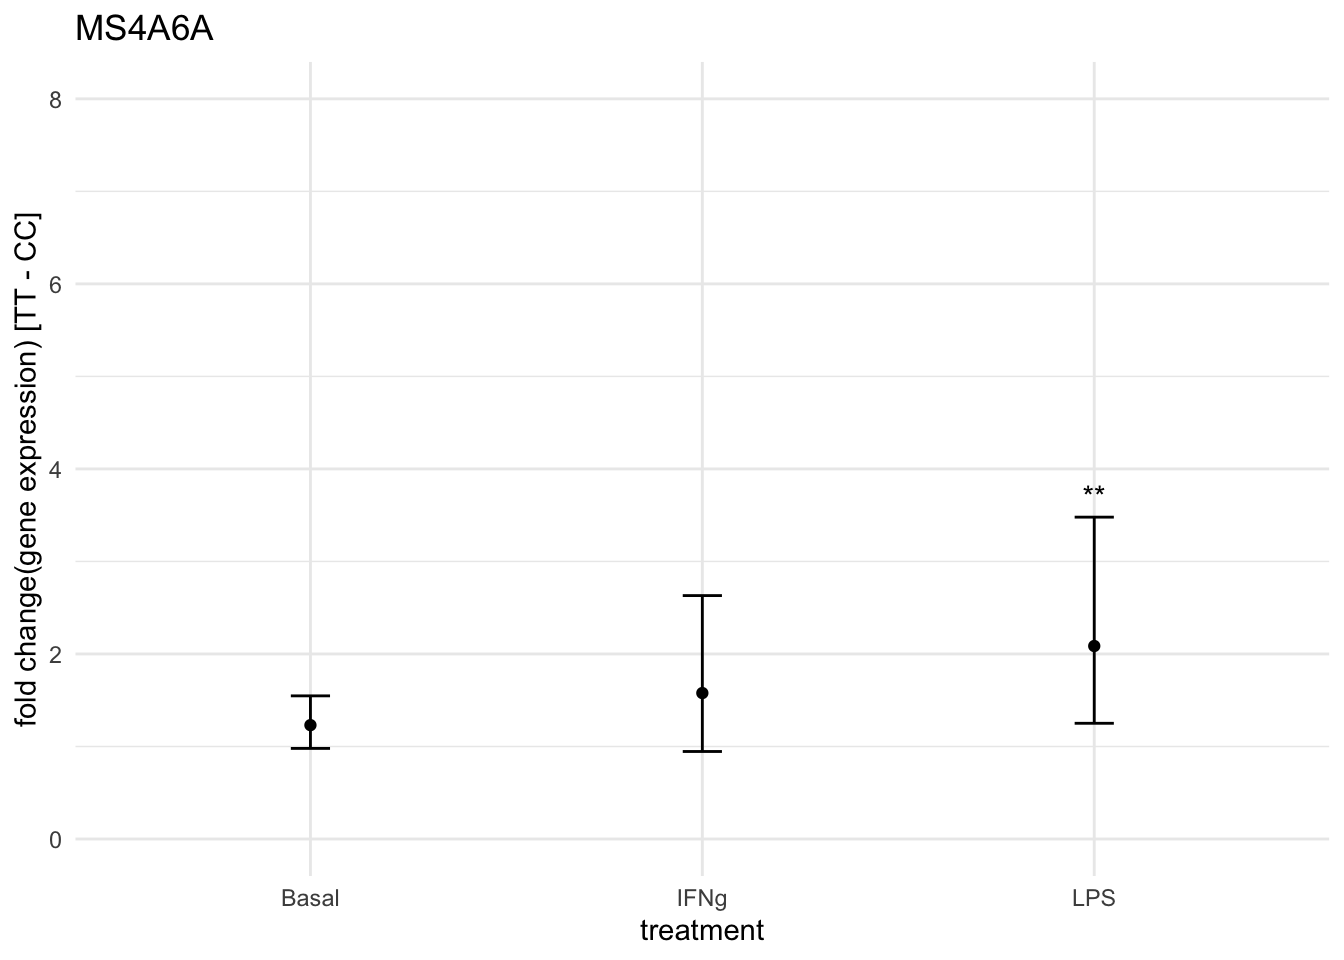 MS4A6A
fold change(gene expression) [TT - CC]
8
6
4
2
0
**
Basal
IFNg
LPS
treatment